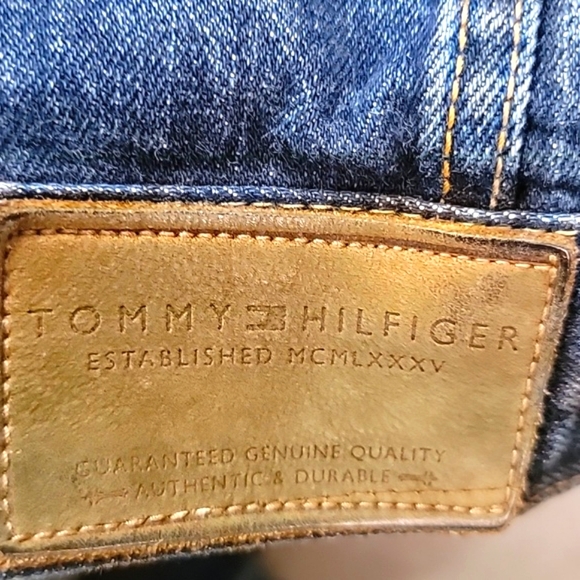 TOMMY HILFIGER
ESTABLISHED MCMLXXXV
GUARANTEED GENUINE QUALITY
AUTHENTIC & DURABLE